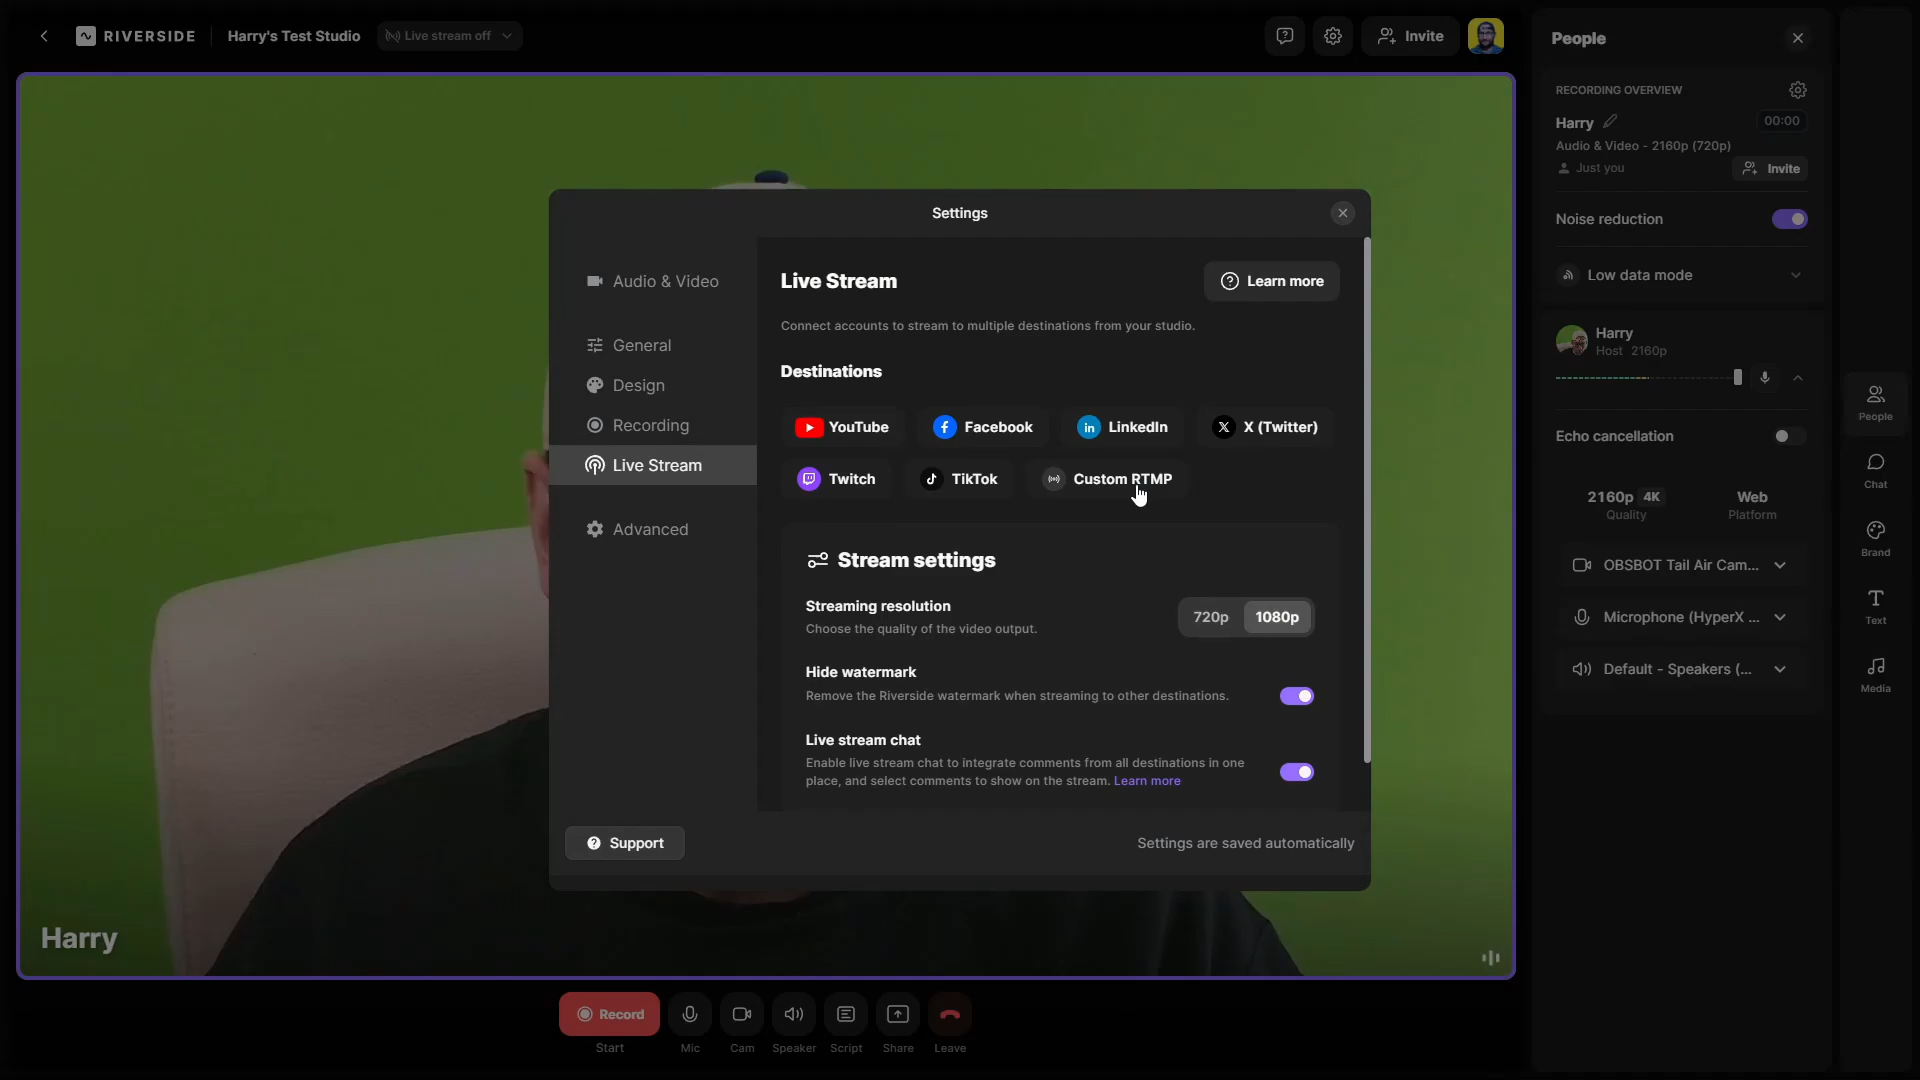 RIVERSIDE
Harry's Test Studio
Live stream off
Invite
Settings
Audio & Video
General
Design
Recording
Live Stream
Advanced
Live Stream
Learn more
Connect accounts to stream to multiple destinations from your studio.
Destinations
YouTube
Facebook
LinkedIn
X (Twitter)
Twitch
TikTok
Custom RTMP
Stream settings
Streaming resolution
Choose the quality of the video output.
720p
1080p
Hide watermark
Remove the Riverside watermark when streaming to other destinations.
Live stream chat
Enable live stream chat to integrate comments from all destinations in one
place, and select comments to show on the stream. Learn more
Support
Settings are saved automatically
Harry
Record
Start
Mic
Cam
Speaker
Script
Share
Leave
People
RECORDING OVERVIEW
Harry
00:00
Audio & Video - 2160p (720p)
Just you
Invite
Noise reduction
Low data mode
Harry
Host 2160p
Echo cancellation
2160p 4K
Quality
Web
Platform
OBSBOT Tail Air Cam...
Microphone (HyperX ...
Default - Speakers (...
People
Chat
Brand
Text
Media